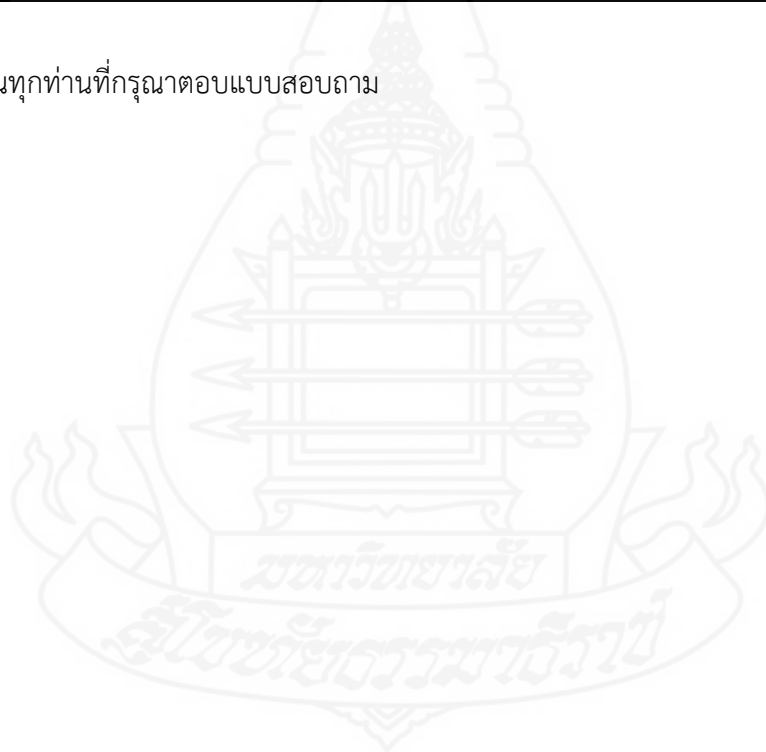 นทุกท่านที่กรุณาตอบแบบสอบถาม
มหาวิทยาลัย
สุโขทัยธรรมาธิราช